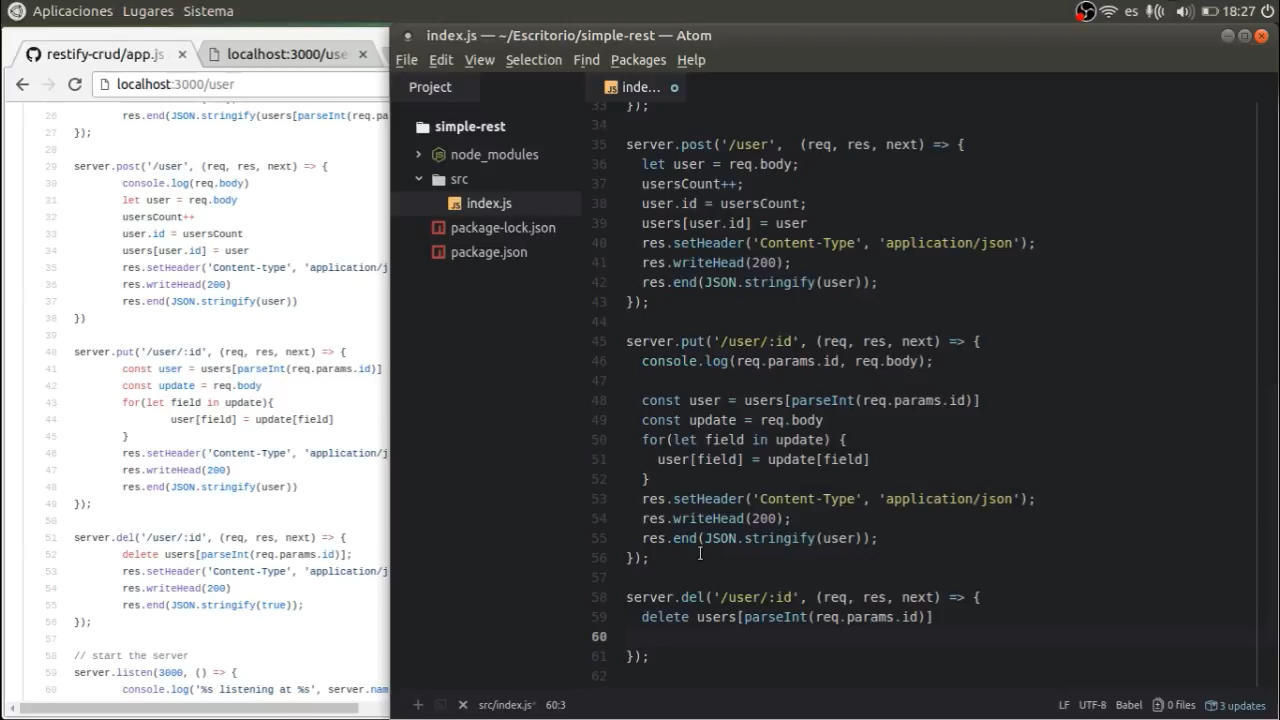 Aplicaciones Lugares Sistema es 18:27
restify-crud/app.js × localhost:3000/use ×
localhost:3000/user
26 res.end(JSON.stringify(users[parseInt(req.pa
27 });
28
29 server.post('/user', (req, res, next) => {
30 console.log(req.body)
31 let user = req.body
32 usersCount++
33 user.id = usersCount
34 users[user.id] = user
35 res.setHeader('Content-type', 'application/j
36 res.writeHead(200)
37 res.end(JSON.stringify(user))
38 })
39
40 server.put('/user/:id', (req, res, next) => {
41 const user = users[parseInt(req.params.id)]
42 const update = req.body
43 for(let field in update){
44 user[field] = update[field]
45 }
46 res.setHeader('Content-Type', 'application/j
47 res.writeHead(200)
48 res.end(JSON.stringify(user))
49 });
50
51 server.del('/user/:id', (req, res, next) => {
52 delete users[parseInt(req.params.id)];
53 res.setHeader('Content-Type', 'application/j
54 res.writeHead(200)
55 res.end(JSON.stringify(true));
56 });
57
58 // start the server
59 server.listen(3000, () => {
60 console.log('%s listening at %s', server.nam
index.js — ~/Escritorio/simple-rest — Atom
File Edit View Selection Find Packages Help
Project
inde...
simple-rest
node_modules
src
index.js
package-lock.json
package.json
33 });
34
35 server.post('/user', (req, res, next) => {
36 let user = req.body;
37 usersCount++;
38 user.id = usersCount;
39 users[user.id] = user
40 res.setHeader('Content-Type', 'application/json');
41 res.writeHead(200);
42 res.end(JSON.stringify(user));
43 });
44
45 server.put('/user/:id', (req, res, next) => {
46 console.log(req.params.id, req.body);
47
48 const user = users[parseInt(req.params.id)]
49 const update = req.body
50 for(let field in update) {
51 user[field] = update[field]
52 }
53 res.setHeader('Content-Type', 'application/json');
54 res.writeHead(200);
55 res.end(JSON.stringify(user));
56 });
57
58 server.del('/user/:id', (req, res, next) => {
59 delete users[parseInt(req.params.id)]
60
61 });
62
src/index.js* 60:3 LF UTF-8 Babel 0 files 3 updates